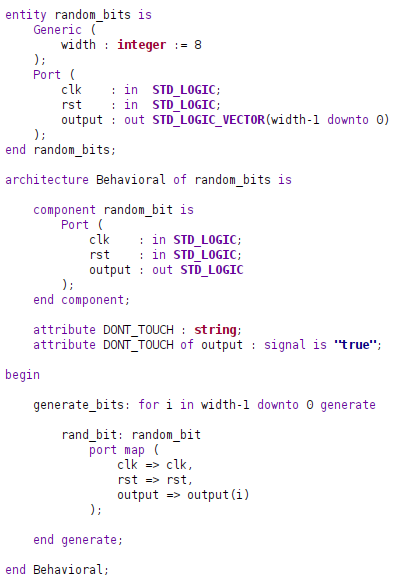 entity random_bits is
    Generic (
        width : integer := 8
    );
    Port (
        clk    : in  STD_LOGIC;
        rst    : in  STD_LOGIC;
        output : out STD_LOGIC_VECTOR(width-1 downto 0)
    );
end random_bits;

architecture Behavioral of random_bits is

    component random_bit is
        Port (
            clk    : in STD_LOGIC;
            rst    : in STD_LOGIC;
            output : out STD_LOGIC
        );
    end component;

    attribute DONT_TOUCH : string;
    attribute DONT_TOUCH of output : signal is "true";

begin

    generate_bits: for i in width-1 downto 0 generate

        rand_bit: random_bit
            port map (
                clk => clk,
                rst => rst,
                output => output(i)
            );

    end generate;

end Behavioral;